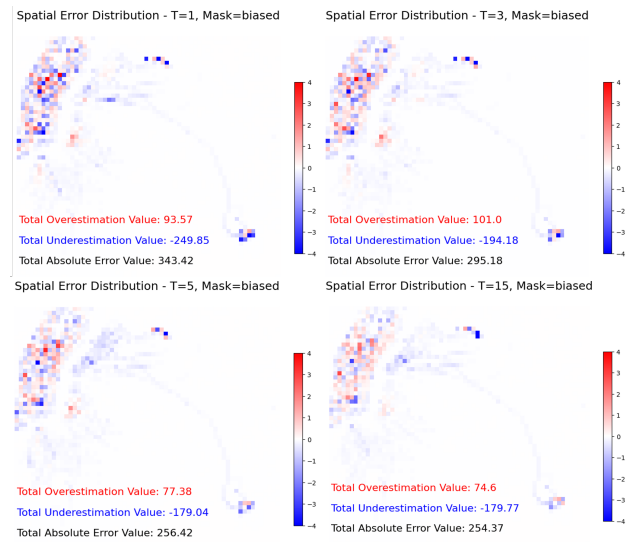 Spatial Error Distribution - T=1, Mask=biased
4
3
2
1
0
−1
−2
−3
−4
Total Overestimation Value: 93.57
Total Underestimation Value: -249.85
Total Absolute Error Value: 343.42
Spatial Error Distribution - T=3, Mask=biased
4
3
2
1
0
−1
−2
−3
−4
Total Overestimation Value: 101.0
Total Underestimation Value: -194.18
Total Absolute Error Value: 295.18
Spatial Error Distribution - T=5, Mask=biased
4
3
2
1
0
−1
−2
−3
−4
Total Overestimation Value: 77.38
Total Underestimation Value: -179.04
Total Absolute Error Value: 256.42
Spatial Error Distribution - T=15, Mask=biased
4
3
2
1
0
−1
−2
−3
−4
Total Overestimation Value: 74.6
Total Underestimation Value: -179.77
Total Absolute Error Value: 254.37